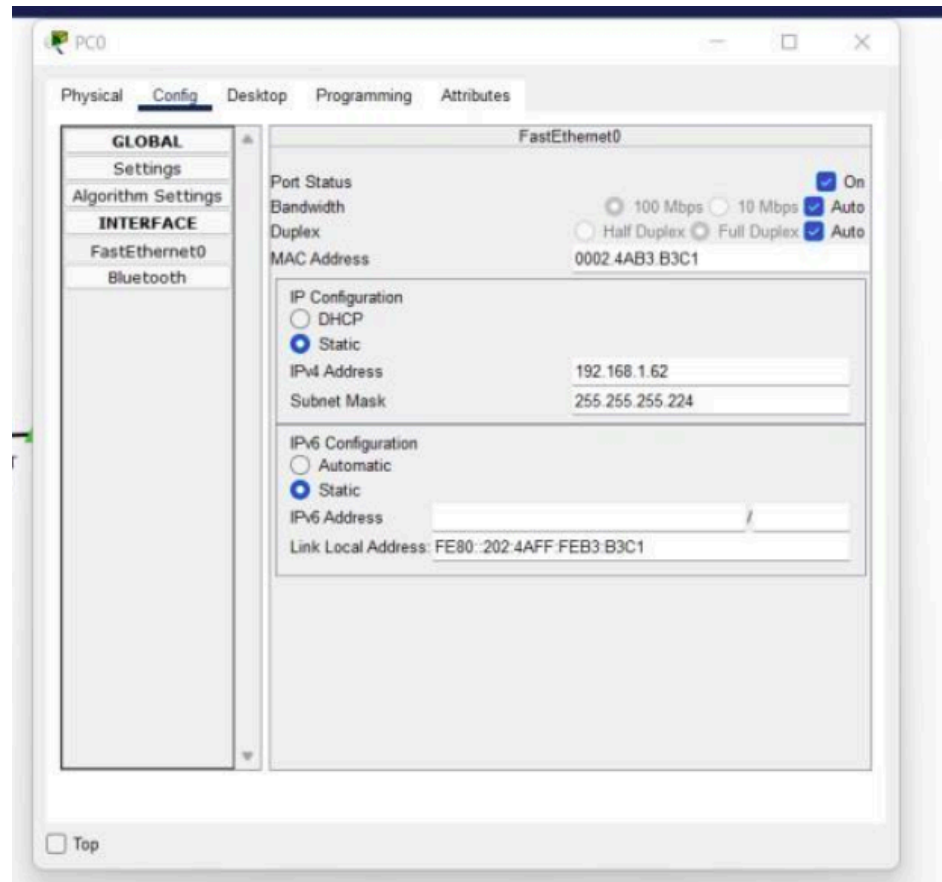 PC0
Physical Config Desktop Programming Attributes
GLOBAL
Settings
Algorithm Settings
INTERFACE
FastEthernet0
Bluetooth
FastEthernet0
Port Status On
Bandwidth 100 Mbps 10 Mbps Auto
Duplex Half Duplex Full Duplex Auto
MAC Address 0002.4AB3.B3C1
IP Configuration
DHCP
Static
IPv4 Address 192.168.1.62
Subnet Mask 255.255.255.224
IPv6 Configuration
Automatic
Static
IPv6 Address /
Link Local Address: FE80::202:4AFF:FEB3:B3C1
Top